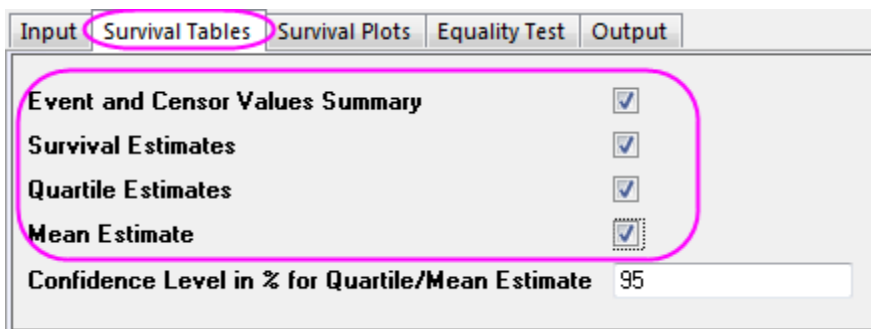 Input Survival Tables Survival Plots Equality Test Output
Event and Censor Values Summary
Survival Estimates
Quartile Estimates
Mean Estimate
Confidence Level in % for Quartile/Mean Estimate 95